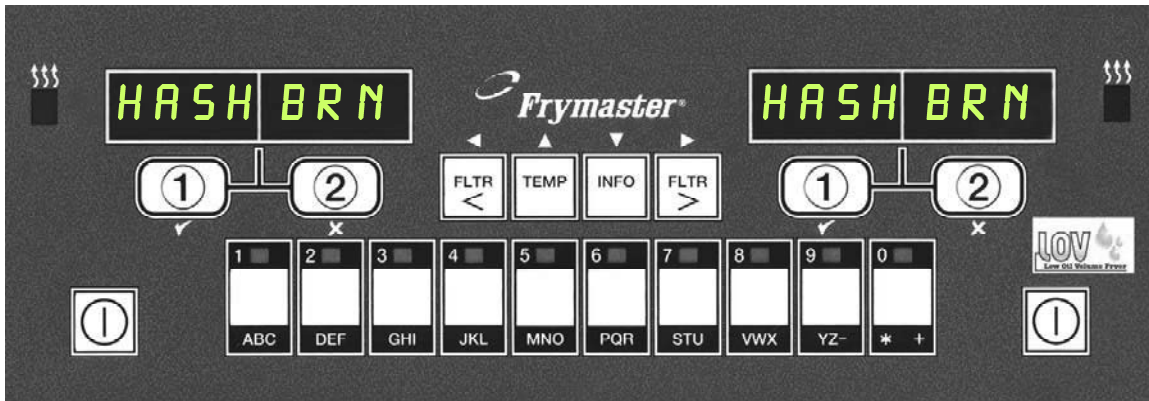 HASH BRN
HASH BRN
Frymaster®
1
2
FLTR <
TEMP
INFO
FLTR >
1
2
1 2 3 4 5 6 7 8 9 0
ABC DEF GHI JKL MNO PQR STU VWX YZ- * +
LOV
Low Oil Volume Fryer